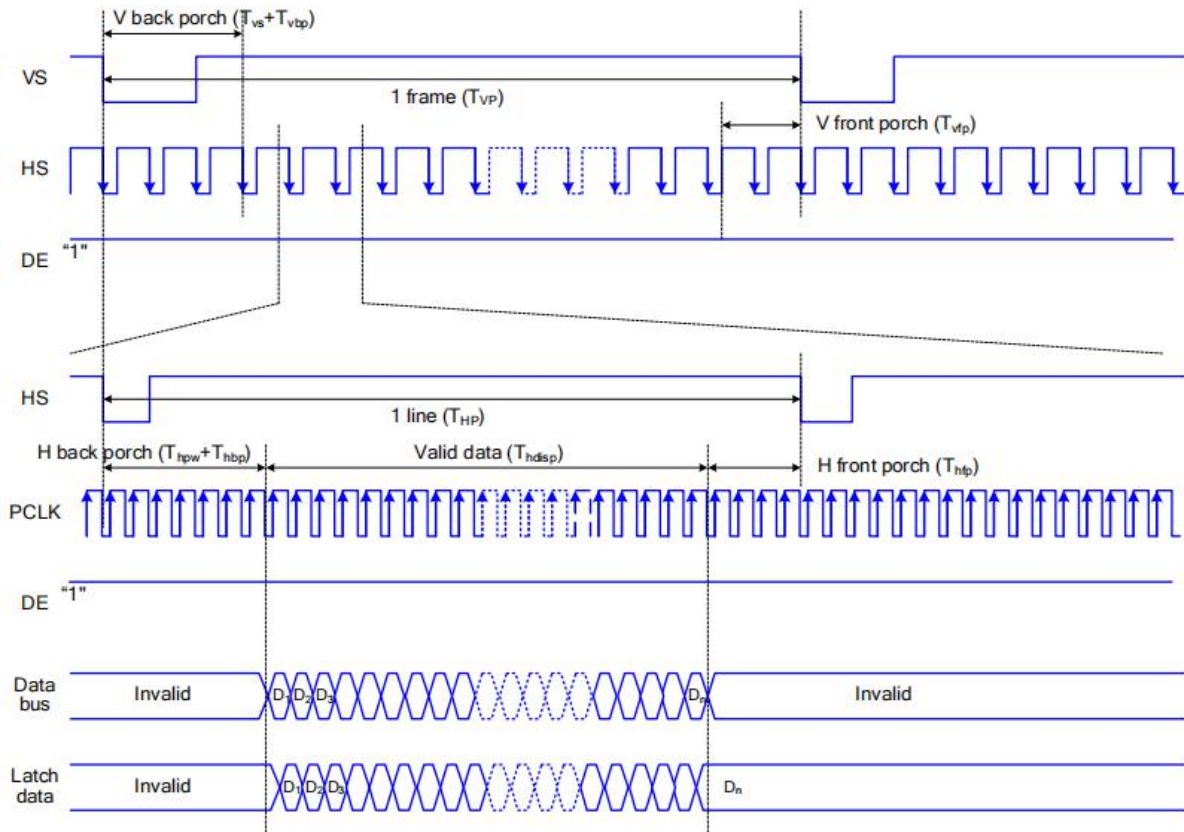 V back porch (Tvs+Tvbp)
VS
1 frame (TVP)
V front porch (Tvfp)
HS
DE "1"
HS
1 line (THP)
H back porch (Thpw+Thbp)
Valid data (Thdisp)
H front porch (Thfp)
PCLK
DE "1"
Data bus
Invalid
D1 D2 D3
Dn
Invalid
Latch data
Invalid
D1 D2 D3
Dn